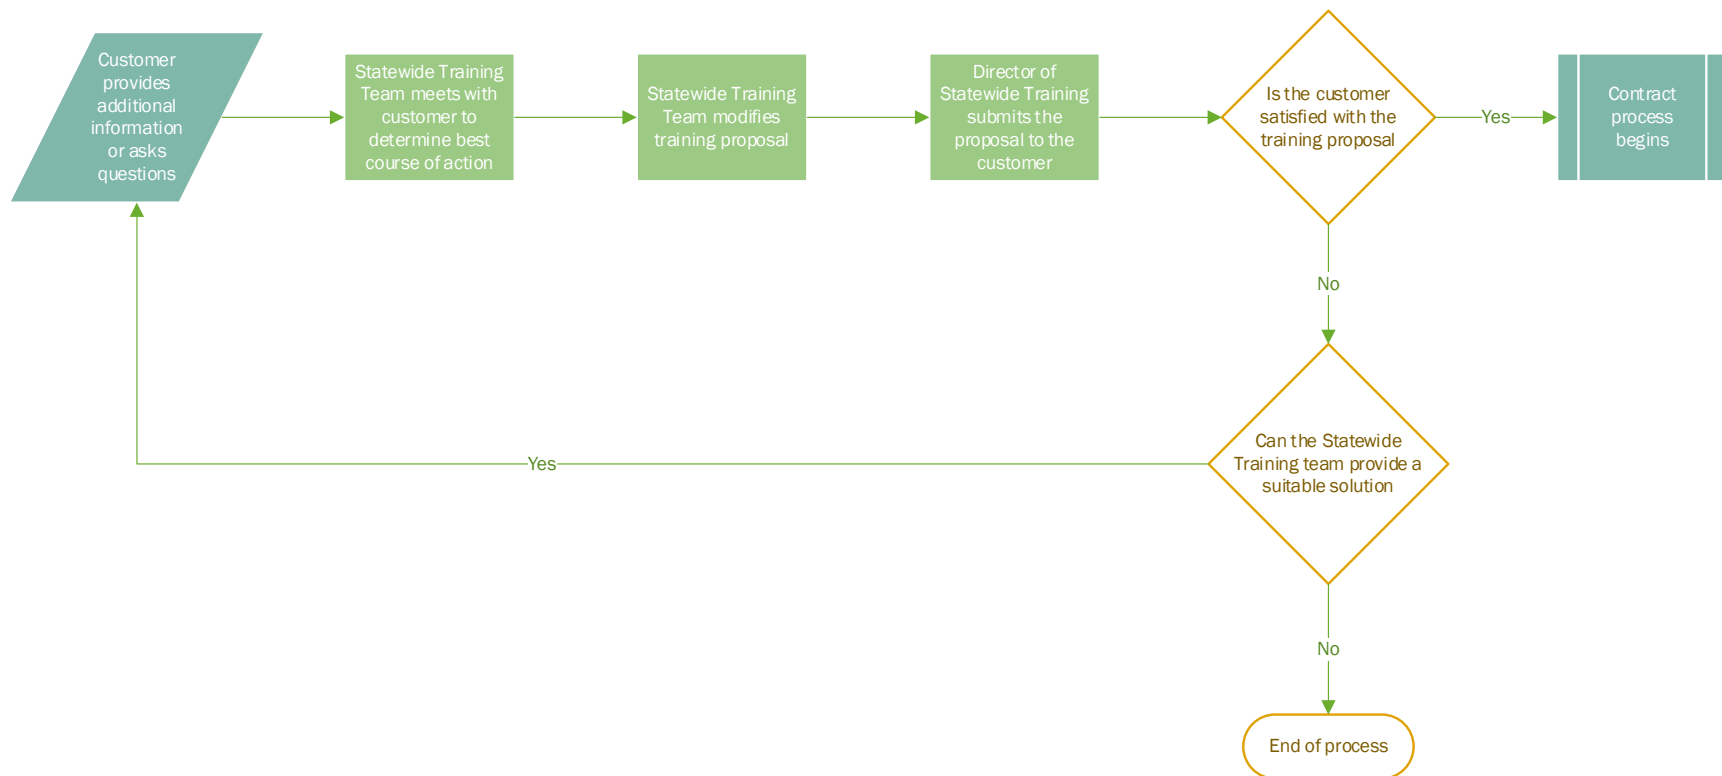 Customer
provides
additional
information
or asks
questions
Statewide Training
Team meets with
customer to
determine best
course of action
Statewide Training
Team modifies
training proposal
Director of
Statewide Training
submits the
proposal to the
customer
Is the customer
satisfied with the
training proposal
Yes
Contract
process
begins
No
Can the Statewide
Training team provide a
suitable solution
Yes
No
End of process